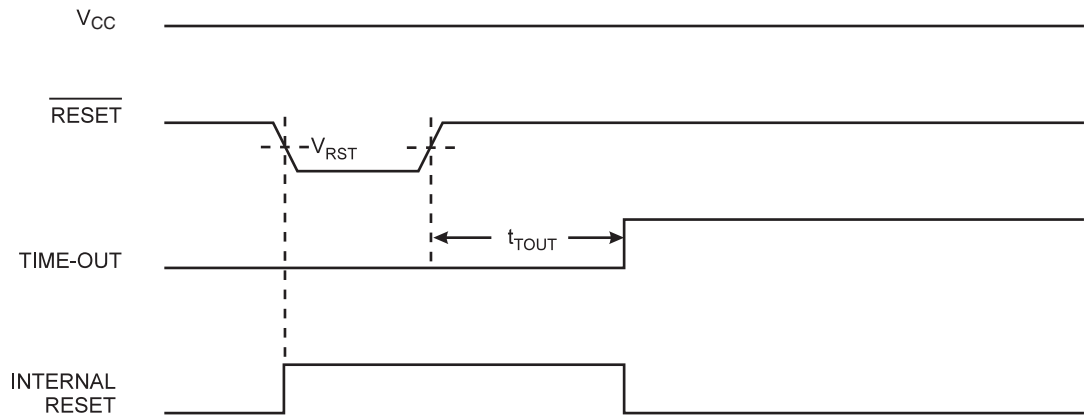 VCC
RESET
VRST
tTOUT
TIME-OUT
INTERNAL
RESET